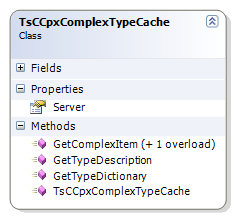 TsCCpxComplexTypeCache
Class
Fields
Properties
Server
Methods
GetComplexItem (+ 1 overload)
GetTypeDescription
GetTypeDictionary
TsCCpxComplexTypeCache